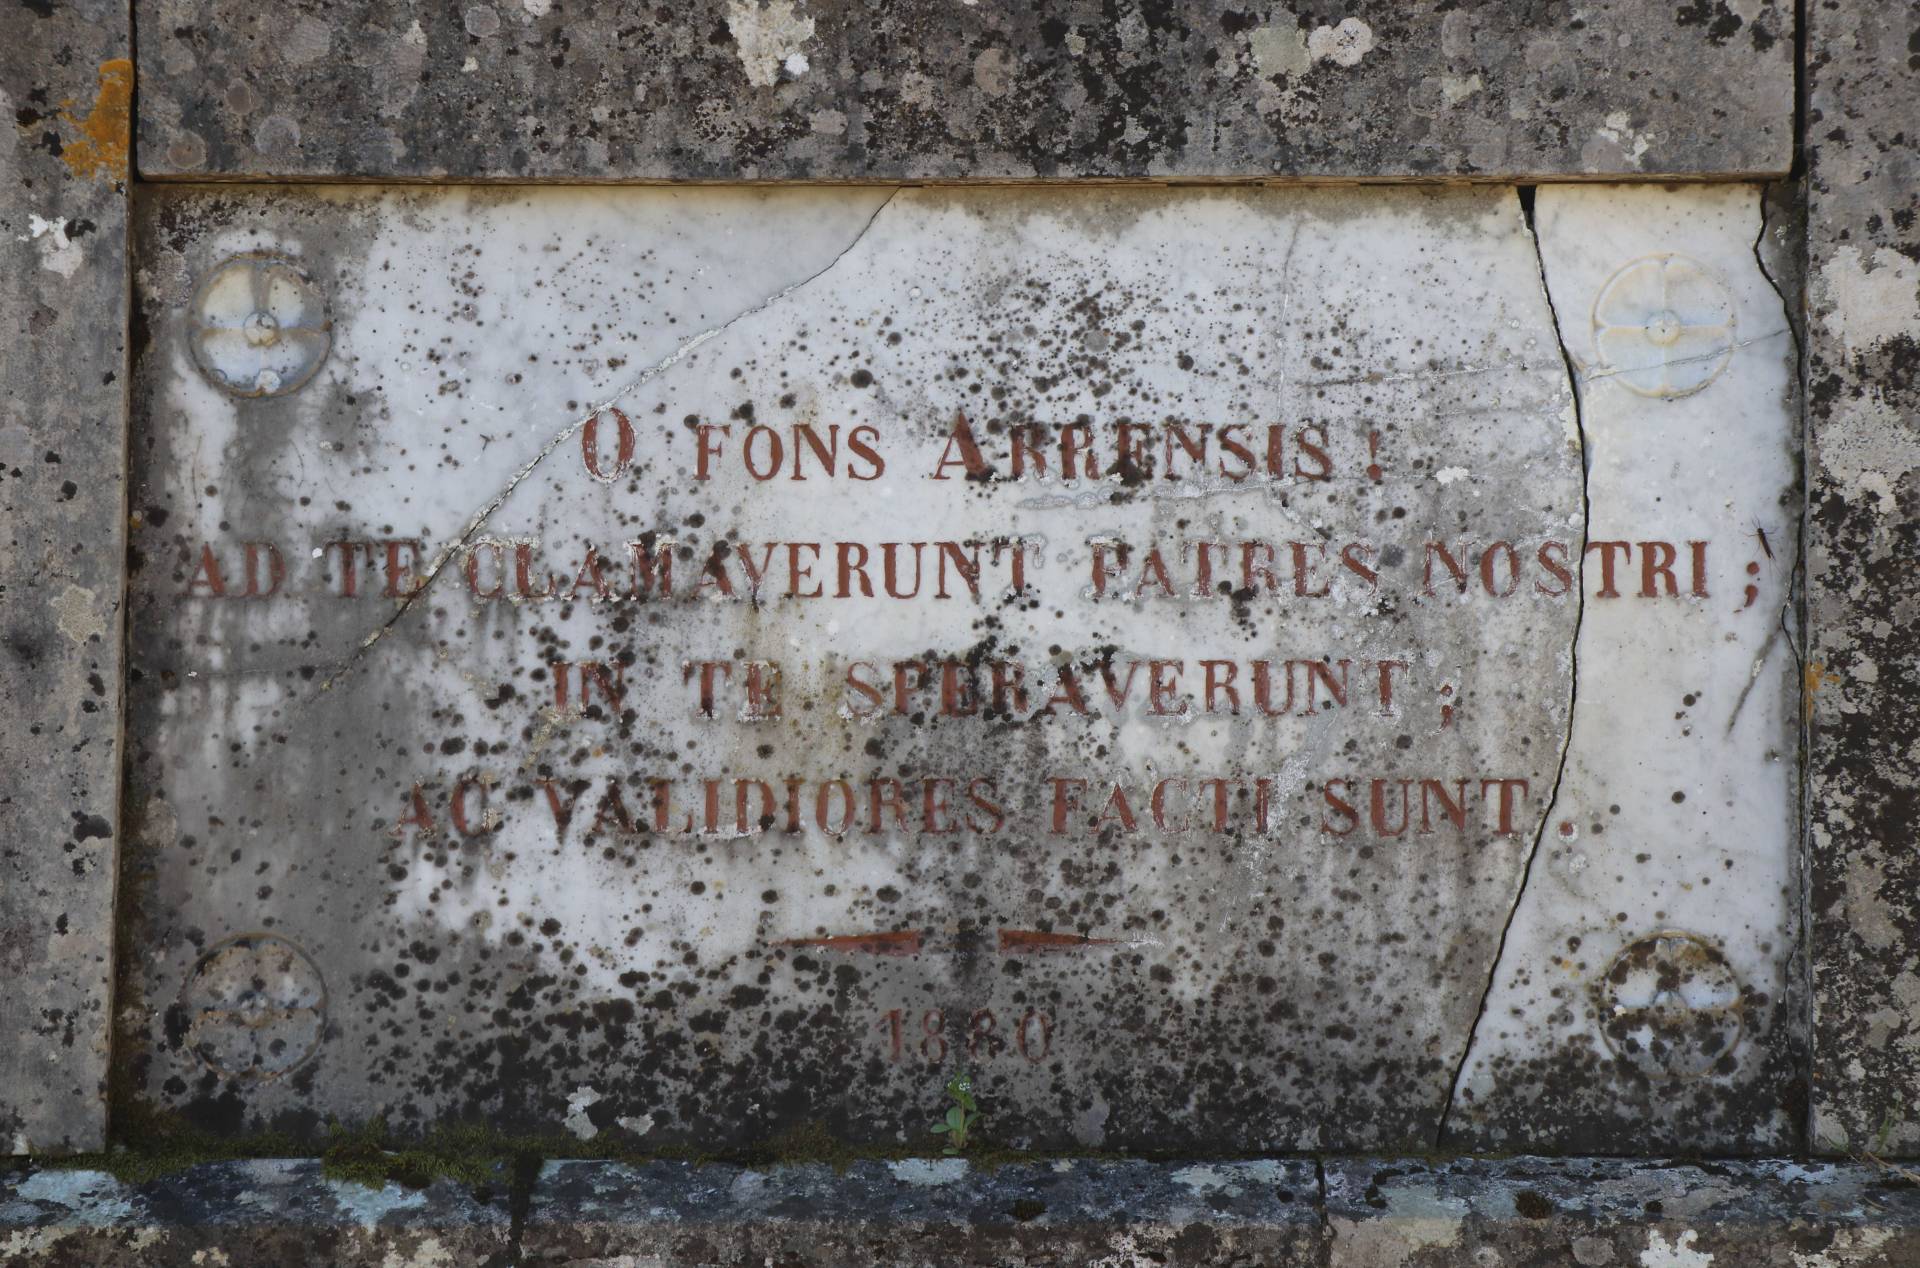 O FONS ARRENSIS !
AD TE CLAMAVERUNT PATRES NOSTRI ;
IN TE SPERAVERUNT ;
AC VALIDIORES FACTI SUNT .
1880